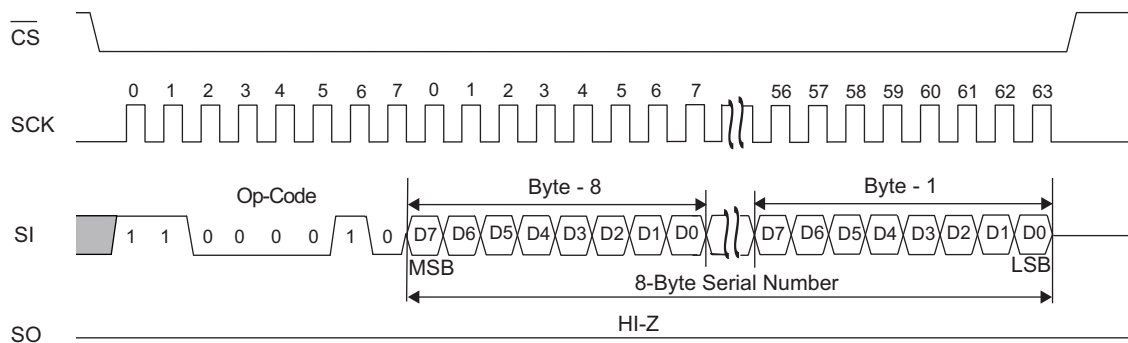 CS
0 1 2 3 4 5 6 7 0 1 2 3 4 5 6 7 56 57 58 59 60 61 62 63
SCK
Op-Code Byte - 8 Byte - 1
SI 1 1 0 0 0 0 1 0 D7 D6 D5 D4 D3 D2 D1 D0 D7 D6 D5 D4 D3 D2 D1 D0
MSB LSB
8-Byte Serial Number
HI-Z
SO